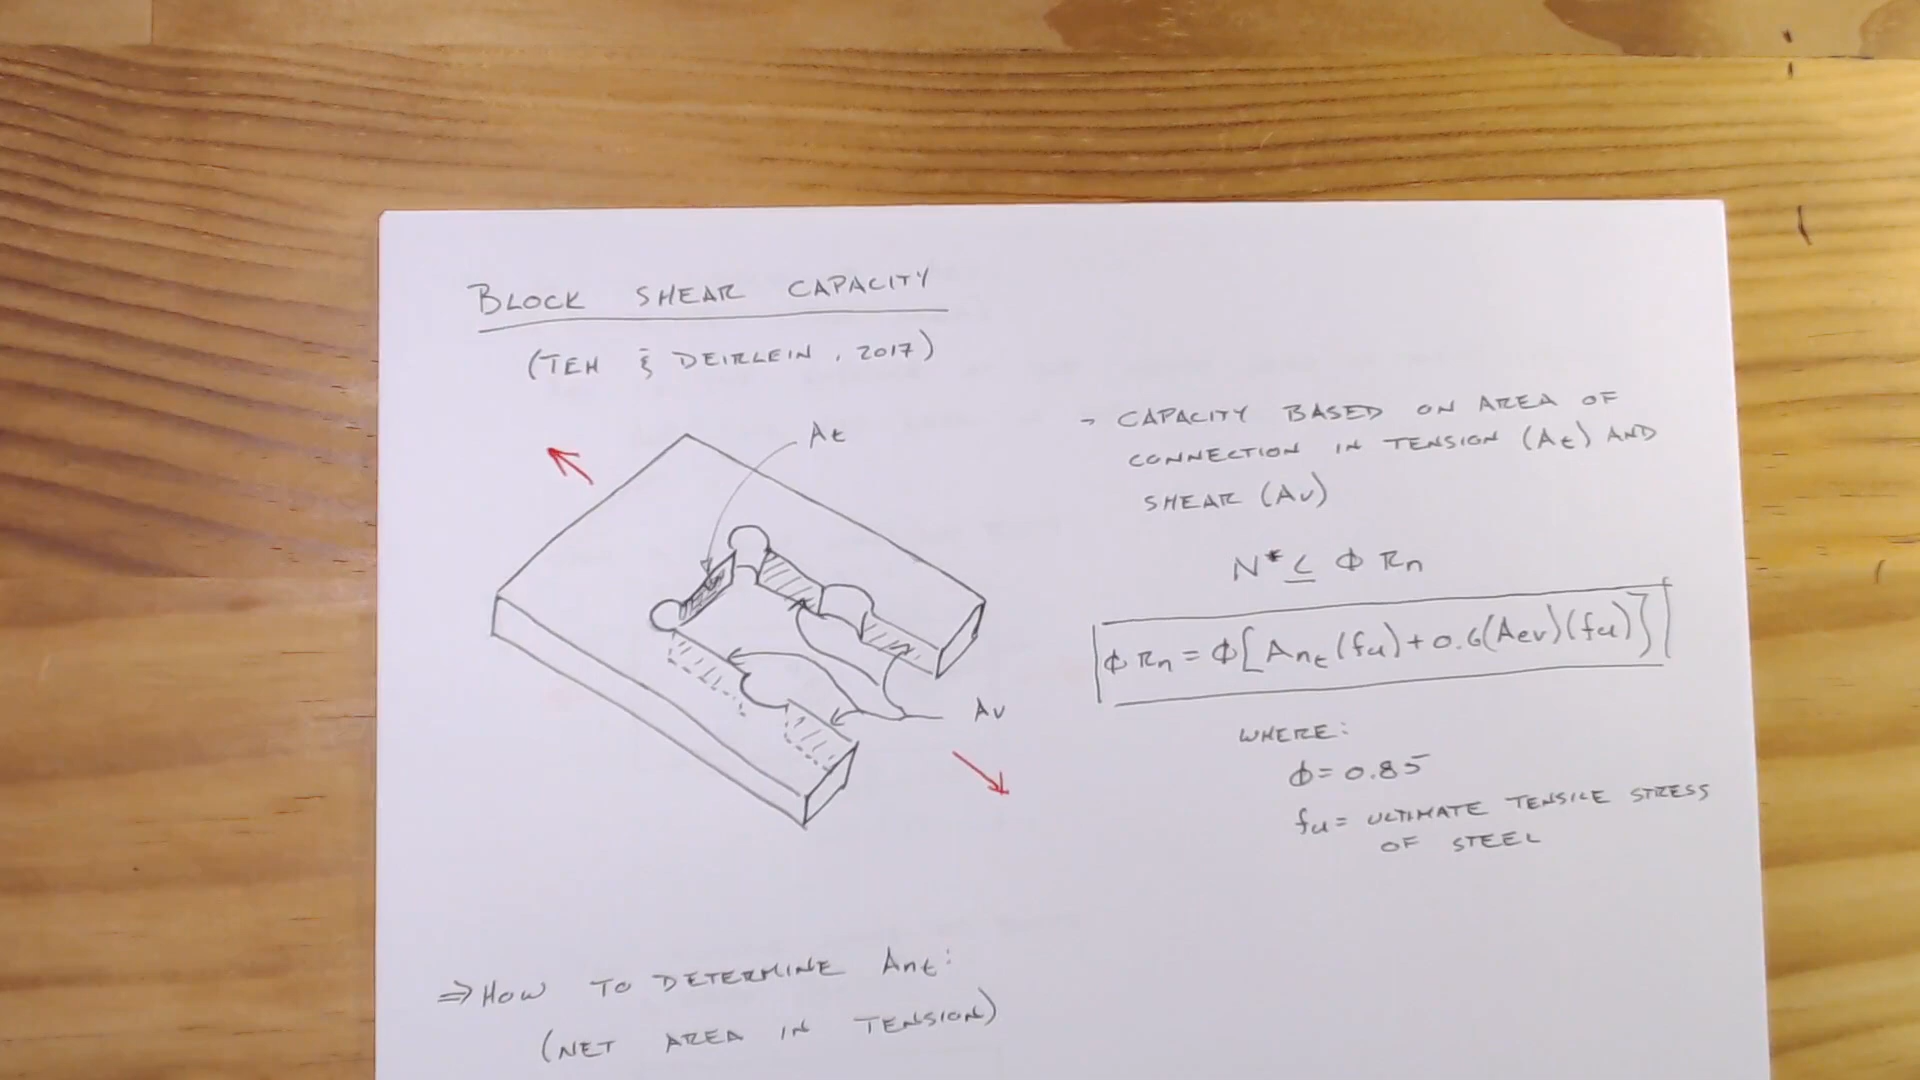 BLOCK SHEAR CAPACITY
(TEH & DEIRLEIN, 2017)
At
Av
→ CAPACITY BASED ON AREA OF
CONNECTION IN TENSION (At) AND
SHEAR (Av)
N* ≤ ϕ Rn
ϕ Rn = ϕ[Ant(fu) + 0.6(Aev)(fu)]
WHERE:
ϕ = 0.85
fu = ULTIMATE TENSILE STRESS
OF STEEL
⇒ HOW TO DETERMINE Ant:
(NET AREA IN TENSION)